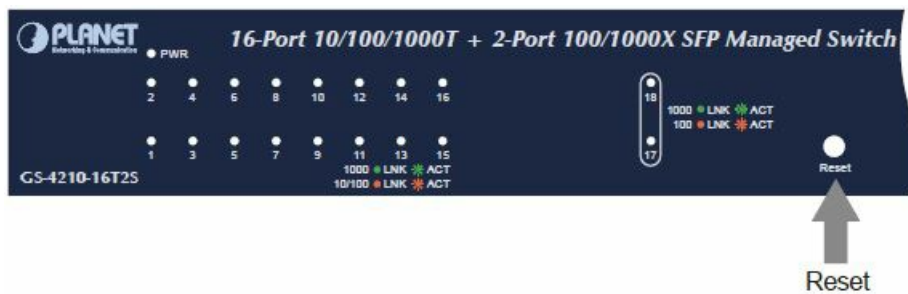 PLANET
Networking & Communication
PWR
16-Port 10/100/1000T + 2-Port 100/1000X SFP Managed Switch
2 4 6 8 10 12 14 16
18
1000 LNK ACT
100 LNK ACT
1 3 5 7 9 11 13 15
17
1000 LNK ACT
10/100 LNK ACT
GS-4210-16T2S
Reset
Reset